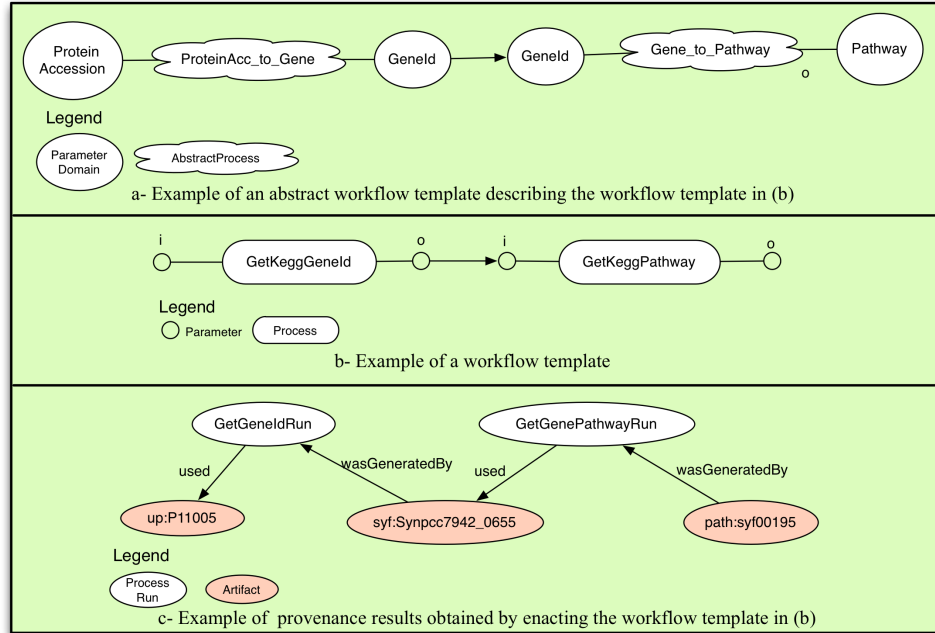 Protein
Accession
ProteinAcc_to_Gene
GeneId
GeneId
Gene_to_Pathway
o
Pathway
Legend
Parameter
Domain
AbstractProcess
a- Example of an abstract workflow template describing the workflow template in (b)
i
GetKeggGeneId
o
i
GetKeggPathway
o
Legend
Parameter
Process
b- Example of a workflow template
GetGeneIdRun
GetGenePathwayRun
used
wasGeneratedBy
used
wasGeneratedBy
up:P11005
syf:Synpcc7942_0655
path:syf00195
Legend
Process
Run
Artifact
c- Example of provenance results obtained by enacting the workflow template in (b)